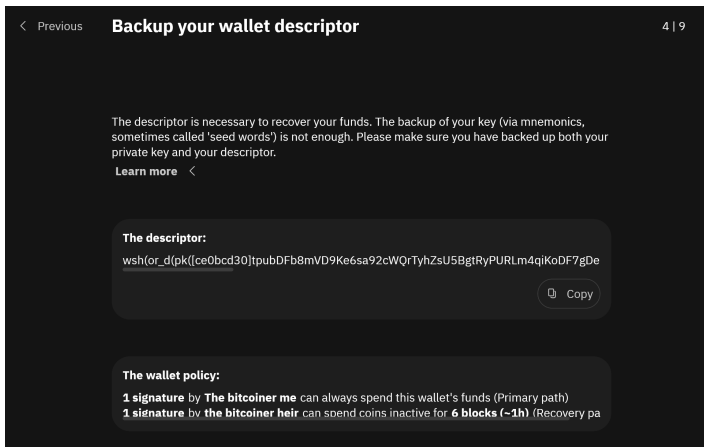 Previous
Backup your wallet descriptor
4 | 9
The descriptor is necessary to recover your funds. The backup of your key (via mnemonics,
sometimes called 'seed words') is not enough. Please make sure you have backed up both your
private key and your descriptor.
Learn more
The descriptor:
wsh(or_d(pk([ce0bcd30]tpubDFb8mVD9Ke6sa92cWQrTyhZsU5BgtRyPURLm4qiKoDF7gDe
Copy
The wallet policy:
1 signature by The bitcoiner me can always spend this wallet's funds (Primary path)
1 signature by the bitcoiner heir can spend coins inactive for 6 blocks (~1h) (Recovery pa